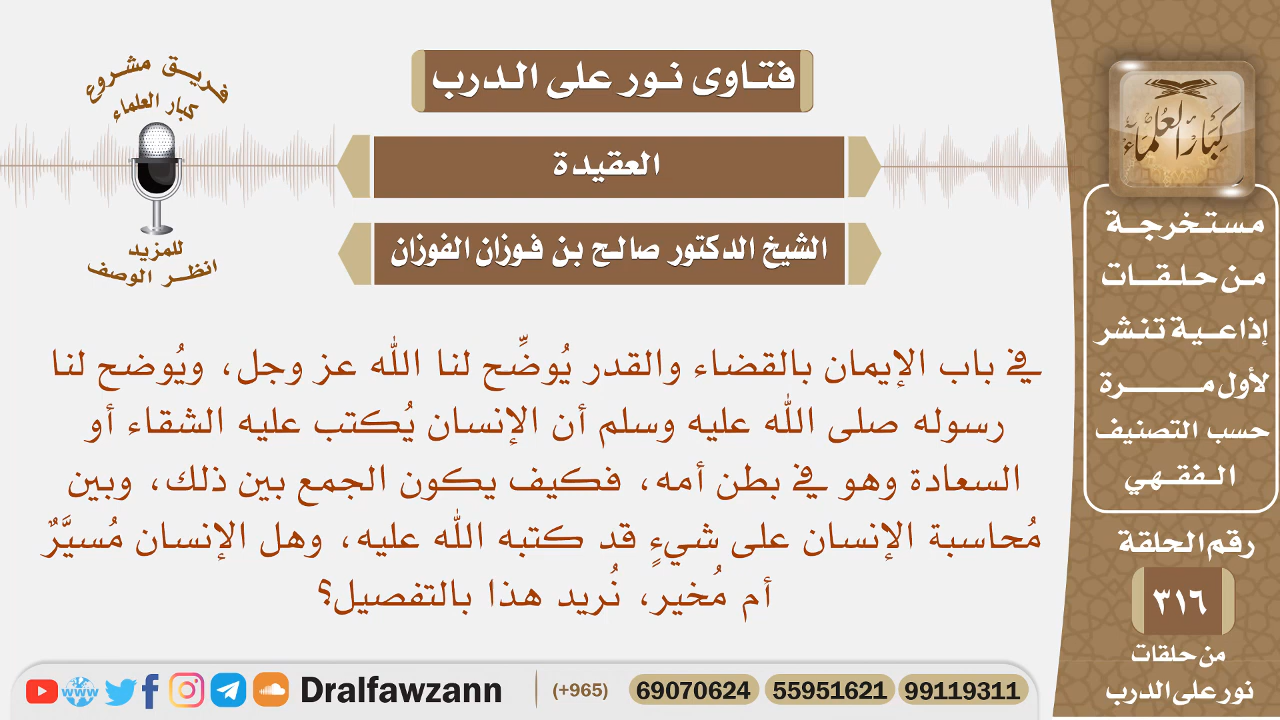 فتاوى نور على الدرب
العقيدة
الشيخ الدكتور صالح بن فوزان الفوزان
في باب الإيمان بالقضاء والقدر يُوضِّح لنا الله عز وجل، ويُوضح لنا
رسوله صلى الله عليه وسلم أن الإنسان يُكتب عليه الشقاء أو
السعادة وهو في بطن أمه، فكيف يكون الجمع بين ذلك، وبين
مُحاسبة الإنسان على شيءٍ قد كتبه الله عليه، وهل الإنسان مُسيَّرٌ
أم مُخير، نُريد هذا بالتفصيل؟
كِبَارُ العُلَمَاءِ
مستخرجة
من حلقات
إذاعية تنشر
لأول مرة
حسب التصنيف
الفقهي
رقم الحلقة
٣١٦
من حلقات
نور على الدرب
فريق مشروع
كبار العلماء
للمزيد
انظر الوصف
www Dralfawzann (+965) 69070624 55951621 99119311